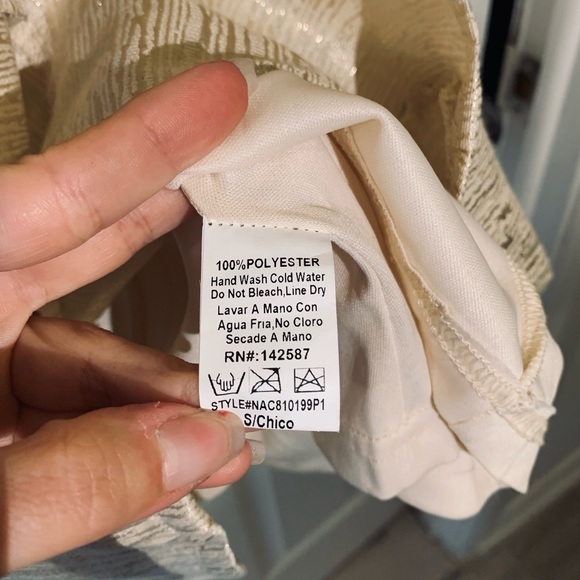 100%POLYESTER
Hand Wash Cold Water
Do Not Bleach,Line Dry
Lavar A Mano Con
Agua Fria,No Cloro
Secade A Mano
RN#:142587
STYLE#NAC810199P1
S/Chico